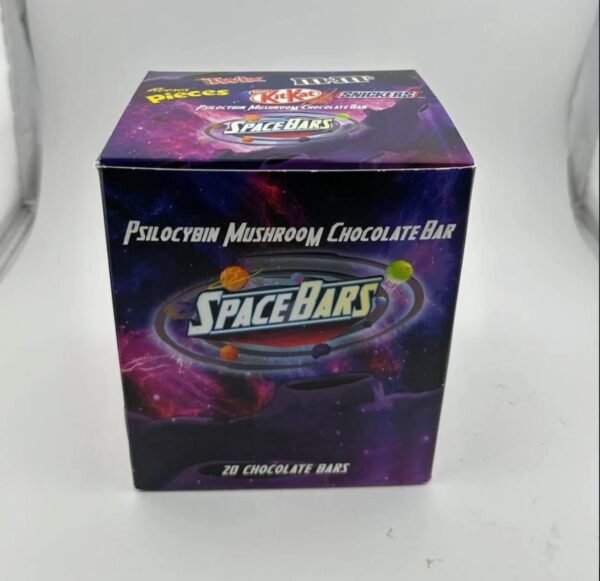 Twix
m&m's
Reese's
Pieces
KitKat
SNICKERS
PSILOCYBIN MUSHROOM CHOCOLATE BAR
SPACEBARS
PSILOCYBIN MUSHROOM CHOCOLATE BAR
SPACEBARS
20 CHOCOLATE BARS